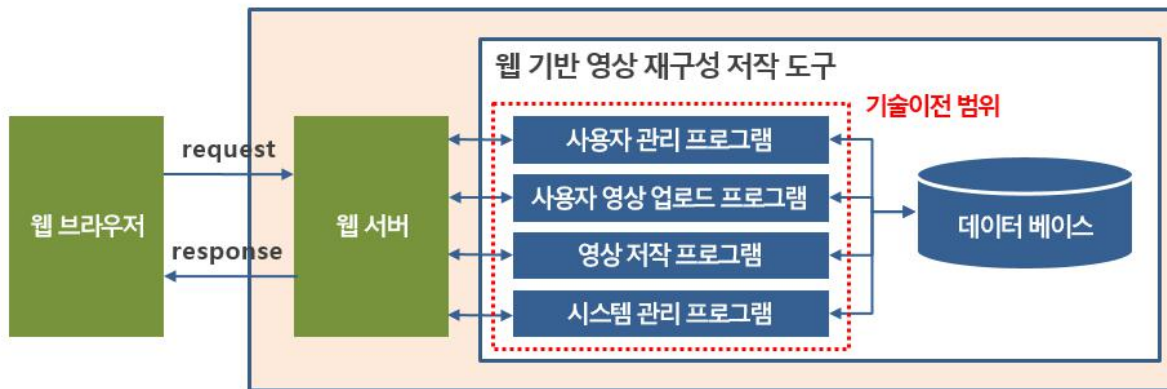 웹 기반 영상 재구성 저작 도구
기술이전 범위
사용자 관리 프로그램
request
사용자 영상 업로드 프로그램
웹 브라우저
웹 서버
데이터 베이스
response
영상 저작 프로그램
시스템 관리 프로그램